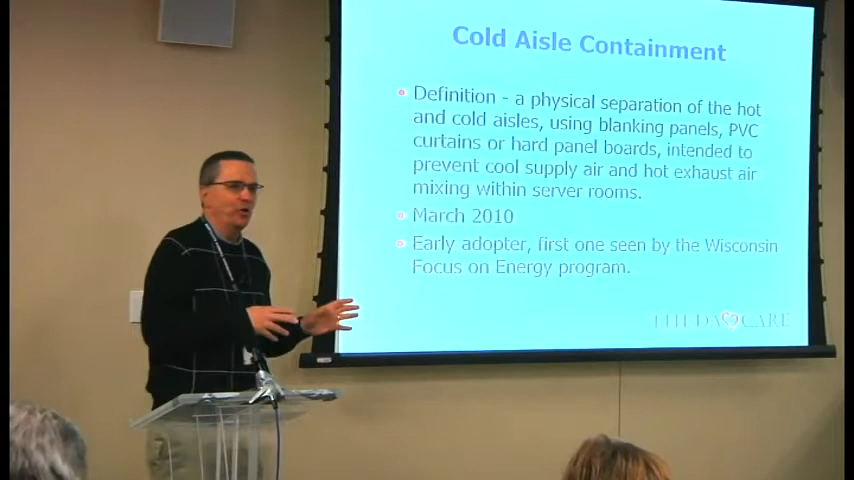 Cold Aisle Containment
Definition - a physical separation of the hot
and cold aisles, using blanking panels, PVC
curtains or hard panel boards, intended to
prevent cool supply air and hot exhaust air
mixing within server rooms.
March 2010
Early adopter, first one seen by the Wisconsin
Focus on Energy program.
THEDACARE